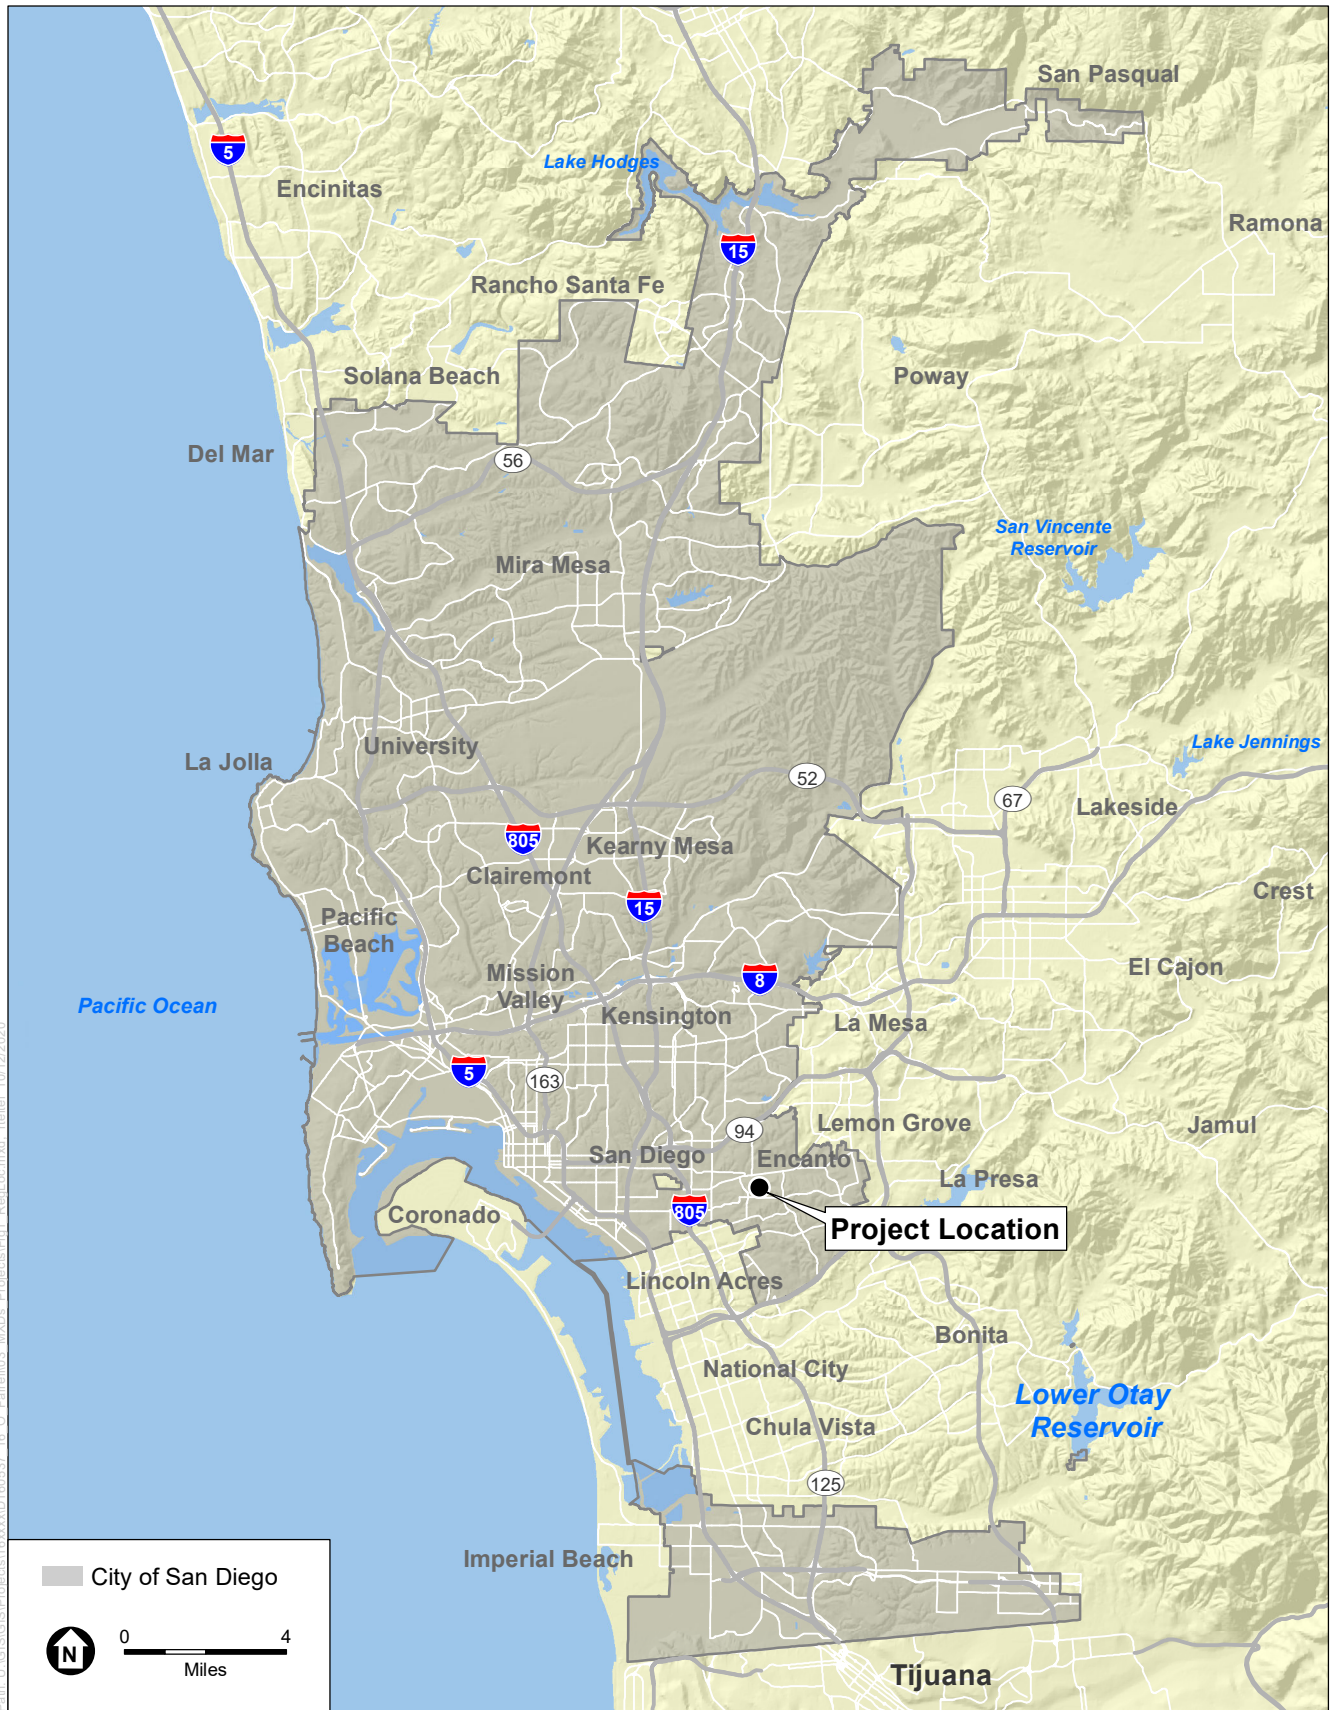 San Pasqual
5
Lake Hodges
Encinitas
Ramona
15
Rancho Santa Fe
Solana Beach
Poway
Del Mar
56
San Vincente
Reservoir
Mira Mesa
University
Lake Jennings
La Jolla
52
67
Lakeside
805
Kearny Mesa
Clairemont
Crest
15
Pacific
Beach
El Cajon
Mission
Valley
8
Pacific Ocean
Kensington
La Mesa
5
163
Lemon Grove
Jamul
94
San Diego
Encanto
La Presa
805
Coronado
Project Location
Lincoln Acres
Bonita
National City
Lower Otay
Reservoir
Chula Vista
125
Imperial Beach
City of San Diego
N
0 4
Miles
Tijuana